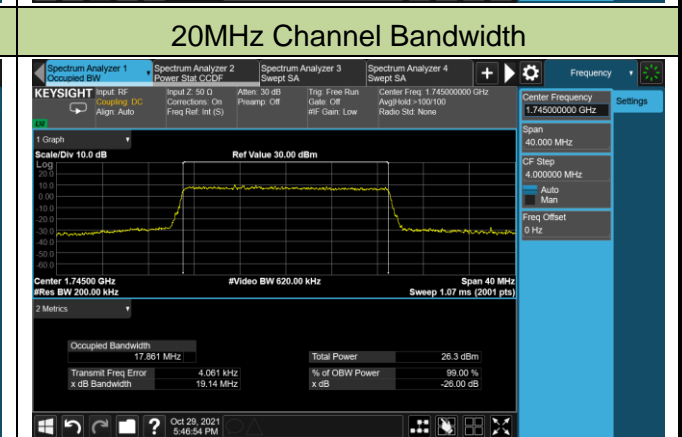 20MHz Channel Bandwidth
Spectrum Analyzer 1
Occupied BW
Spectrum Analyzer 2
Power Stat CCDF
Spectrum Analyzer 3
Swept SA
Spectrum Analyzer 4
Swept SA
+
Frequency
KEYSIGHT
Input: RF
Coupling: DC
Align: Auto
Input Z: 50 Ω
Corrections: On
Freq Ref: Int (S)
Atten: 30 dB
Preamp: Off
Trig: Free Run
Gate: Off
#IF Gain: Low
Center Freq: 1.745000000 GHz
Avg|Hold:>100/100
Radio Std: None
Center Frequency
1.745000000 GHz
Settings
Span
40.000 MHz
CF Step
4.000000 MHz
Auto
Man
Freq Offset
0 Hz
1 Graph
Scale/Div 10.0 dB
Ref Value 30.00 dBm
Log
20.0
10.0
0.00
-10.0
-20.0
-30.0
-40.0
-50.0
-60.0
Center 1.74500 GHz
#Video BW 620.00 kHz
Span 40 MHz
#Res BW 200.00 kHz
Sweep 1.07 ms (2001 pts)
2 Metrics
Occupied Bandwidth
17.861 MHz
Total Power 26.3 dBm
Transmit Freq Error 4.061 kHz
% of OBW Power 99.00 %
x dB Bandwidth 19.14 MHz
x dB -26.00 dB
?
Oct 29, 2021
5:46:54 PM